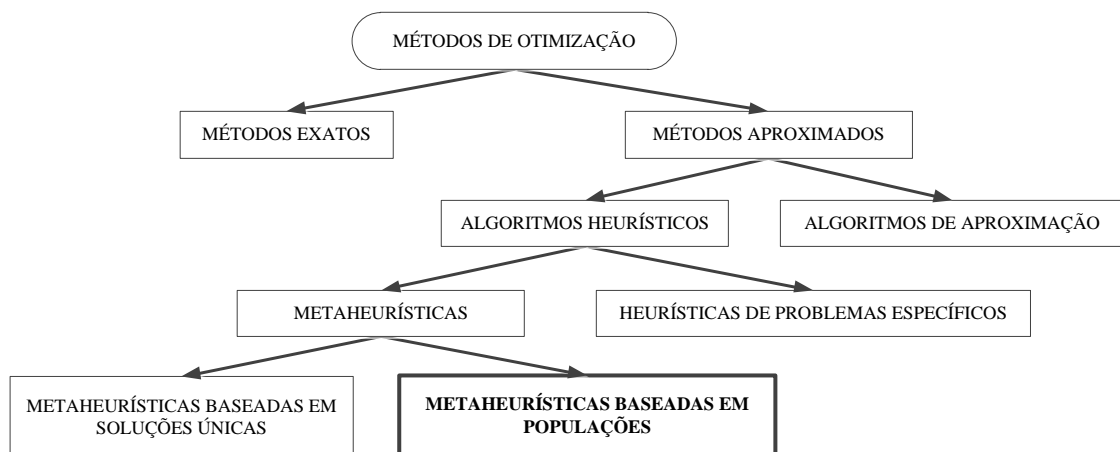 MÉTODOS DE OTIMIZAÇÃO
MÉTODOS EXATOS
MÉTODOS APROXIMADOS
ALGORITMOS HEURÍSTICOS
ALGORITMOS DE APROXIMAÇÃO
METAHEURÍSTICAS
HEURÍSTICAS DE PROBLEMAS ESPECÍFICOS
METAHEURÍSTICAS BASEADAS EM
SOLUÇÕES ÚNICAS
METAHEURÍSTICAS BASEADAS EM
POPULAÇÕES